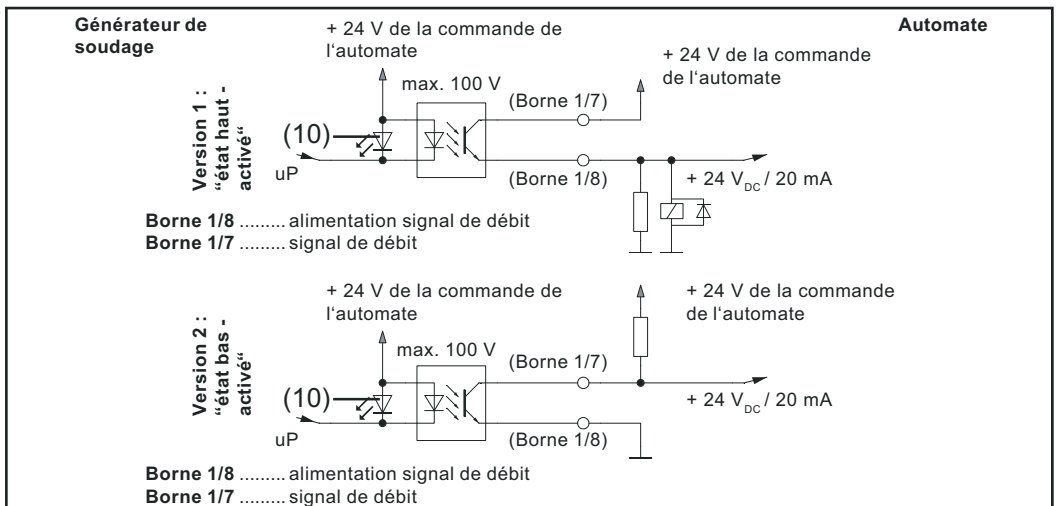 Générateur de
soudage
+ 24 V de la commande de
l‘automate
Automate
+ 24 V de la commande
de l‘automate
max. 100 V
(Borne 1/7)
Version 1 :
“état haut -
activé“
(10)
uP
(Borne 1/8)
+ 24 VDC / 20 mA
Borne 1/8 ......... alimentation signal de débit
Borne 1/7 ......... signal de débit
+ 24 V de la commande de
l‘automate
+ 24 V de la commande
de l‘automate
max. 100 V
(Borne 1/7)
Version 2 :
“état bas -
activé“
(10)
+ 24 VDC / 20 mA
uP
(Borne 1/8)
Borne 1/8 ......... alimentation signal de débit
Borne 1/7 ......... signal de débit